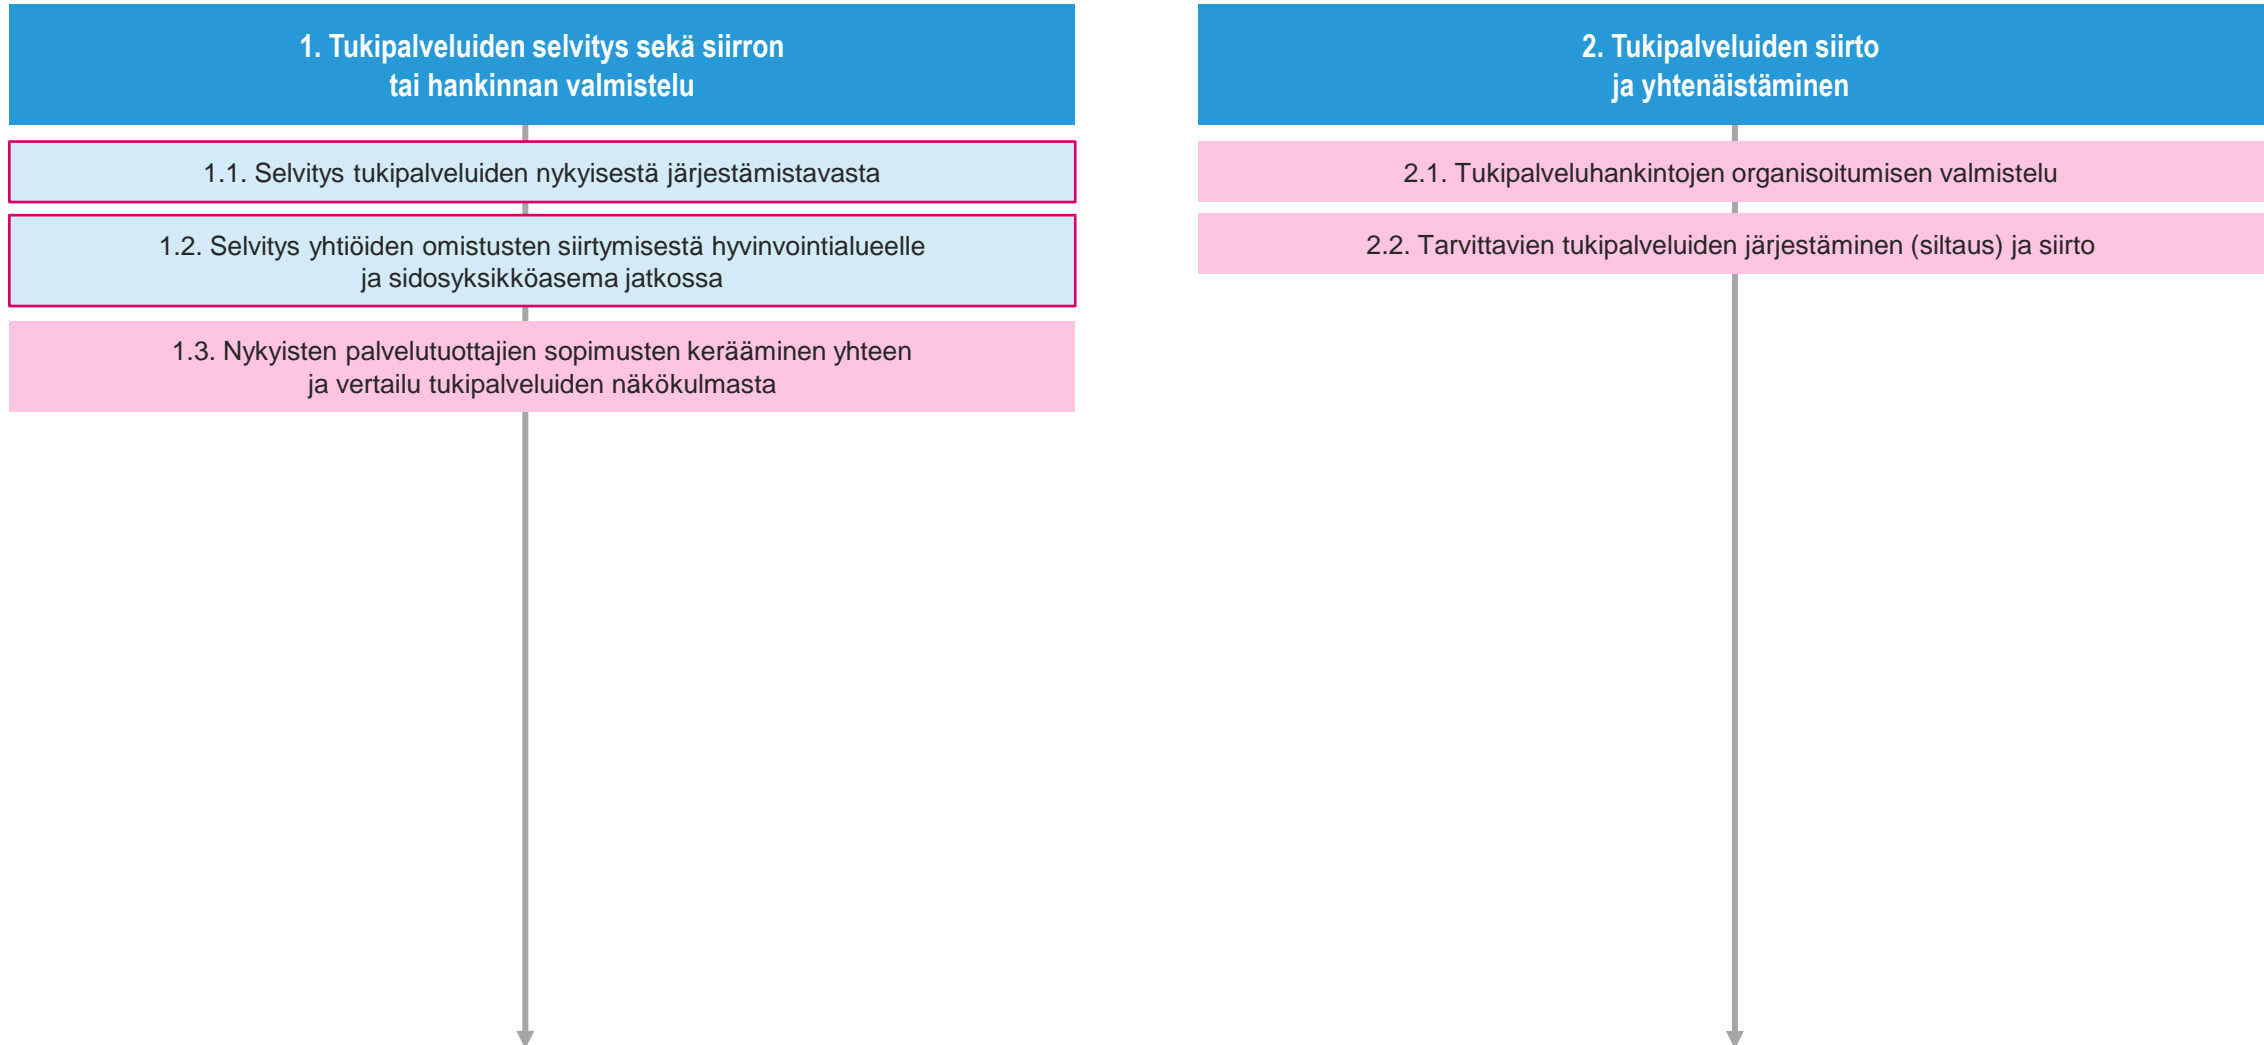 1. Tukipalveluiden selvitys sekä siirron
tai hankinnan valmistelu
1.1. Selvitys tukipalveluiden nykyisestä järjestämistavasta
1.2. Selvitys yhtiöiden omistusten siirtymisestä hyvinvointialueelle
ja sidosyksikköasema jatkossa
1.3. Nykyisten palvelutuottajien sopimusten kerääminen yhteen
ja vertailu tukipalveluiden näkökulmasta
2. Tukipalveluiden siirto
ja yhtenäistäminen
2.1. Tukipalveluhankintojen organisoitumisen valmistelu
2.2. Tarvittavien tukipalveluiden järjestäminen (siltaus) ja siirto